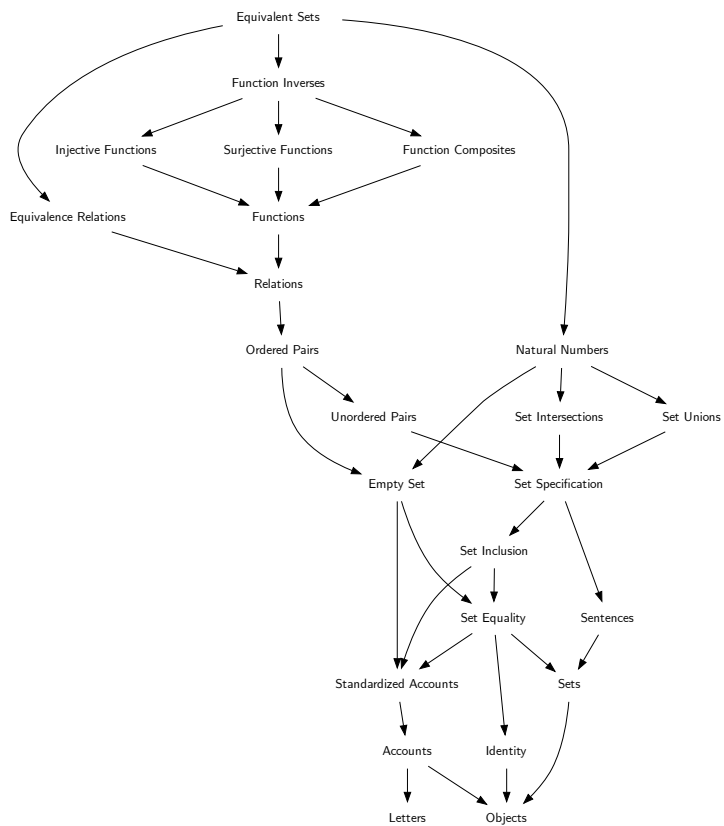 Equivalent Sets
Function Inverses
Injective Functions
Surjective Functions
Function Composites
Equivalence Relations
Functions
Relations
Ordered Pairs
Natural Numbers
Unordered Pairs
Set Intersections
Set Unions
Empty Set
Set Specification
Set Inclusion
Set Equality
Sentences
Standardized Accounts
Sets
Accounts
Identity
Letters
Objects